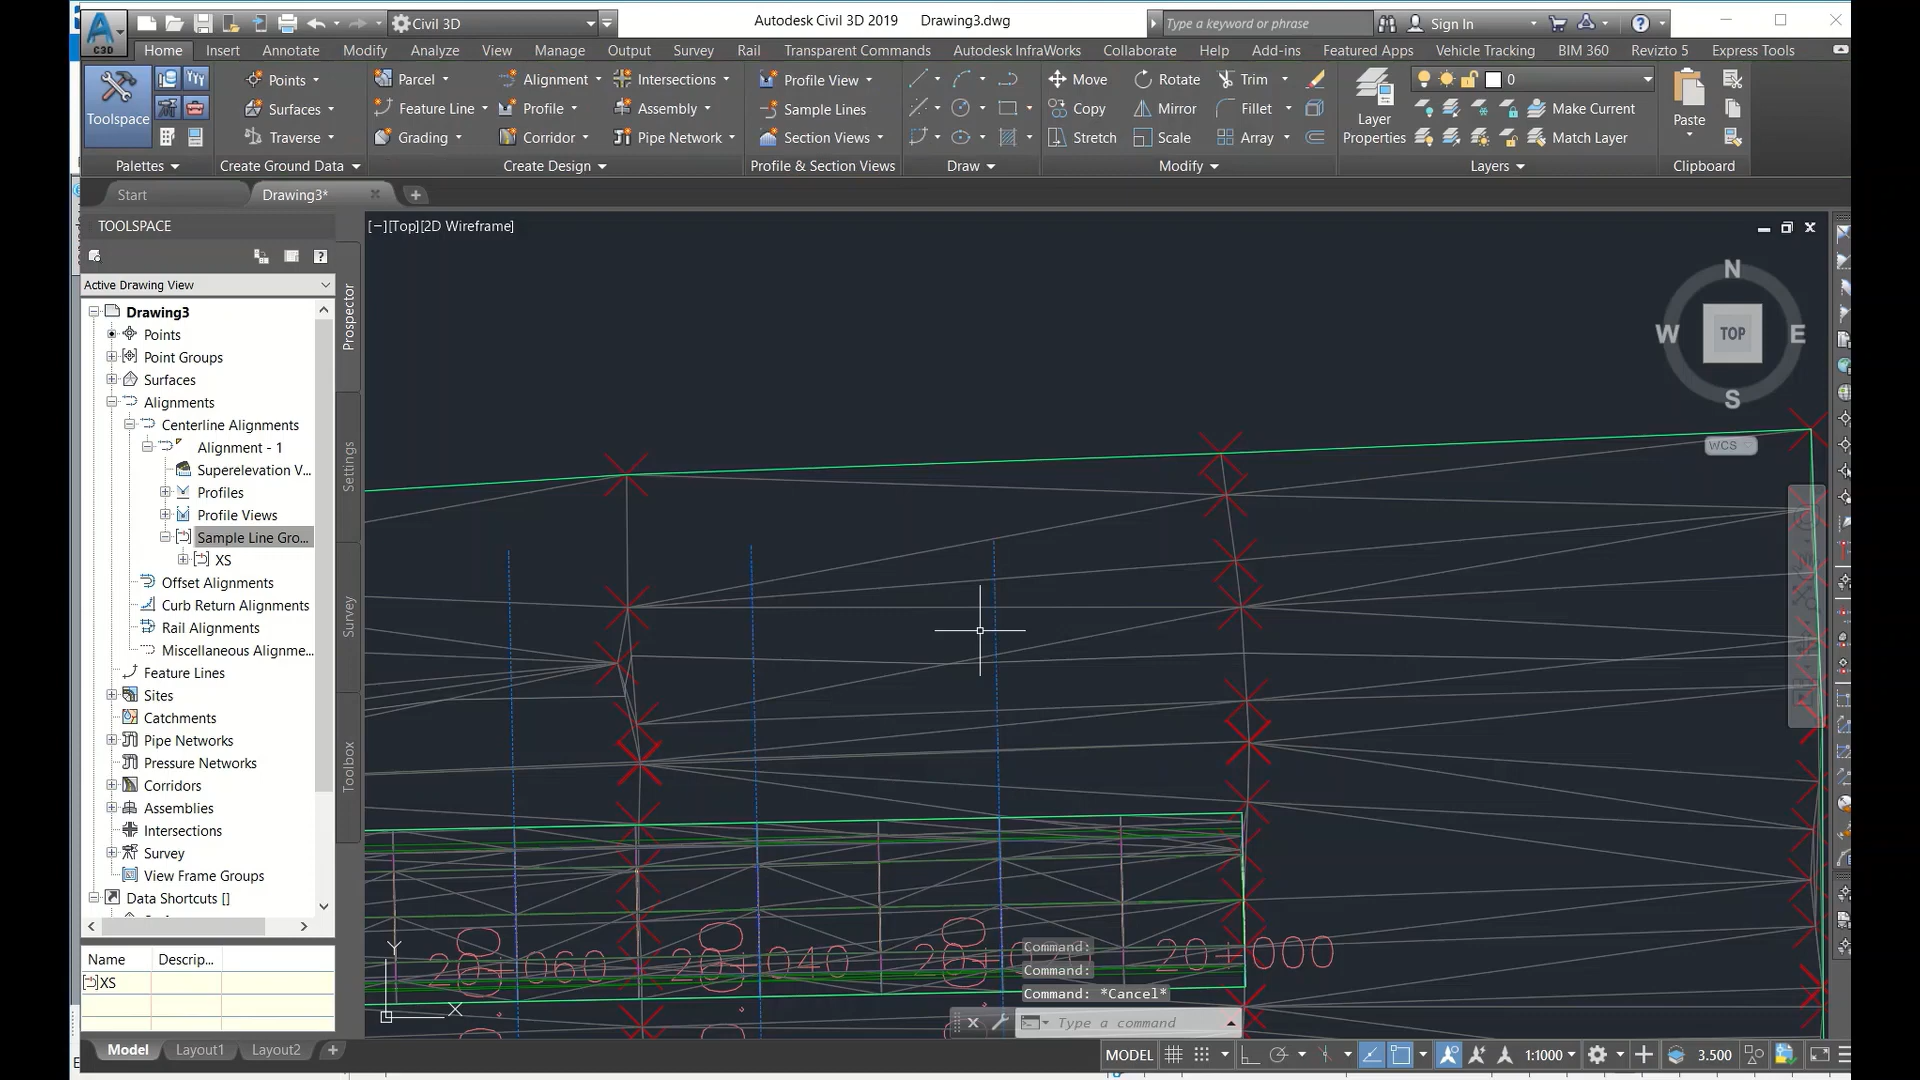 C3D
Civil 3D
Autodesk Civil 3D 2019 Drawing3.dwg
Type a keyword or phrase
Sign In
Home Insert Annotate Modify Analyze View Manage Output Survey Rail Transparent Commands Autodesk InfraWorks Collaborate Help Add-ins Featured Apps Vehicle Tracking BIM 360 Revizto 5 Express Tools
Toolspace
Points
Surfaces
Traverse
Parcel
Feature Line
Grading
Alignment
Profile
Corridor
Intersections
Assembly
Pipe Network
Profile View
Sample Lines
Section Views
Move
Copy
Stretch
Rotate
Mirror
Scale
Trim
Fillet
Array
Layer
Properties
0
Make Current
Match Layer
Paste
Palettes Create Ground Data Create Design Profile & Section Views Draw Modify Layers Clipboard
Start Drawing3*
TOOLSPACE
Active Drawing View
Drawing3
Points
Point Groups
Surfaces
Alignments
Centerline Alignments
Alignment - 1
Superelevation V...
Profiles
Profile Views
Sample Line Gro...
XS
Offset Alignments
Curb Return Alignments
Rail Alignments
Miscellaneous Alignme...
Feature Lines
Sites
Catchments
Pipe Networks
Pressure Networks
Corridors
Assemblies
Intersections
Survey
View Frame Groups
Data Shortcuts []
Name Descrip...
XS
Prospector
Settings
Survey
Toolbox
[−][Top][2D Wireframe]
N
W TOP E
S
WCS
20+000
Y
X
Command:
Command:
Command: *Cancel*
Type a command
Model Layout1 Layout2
MODEL 1:1000 3.500